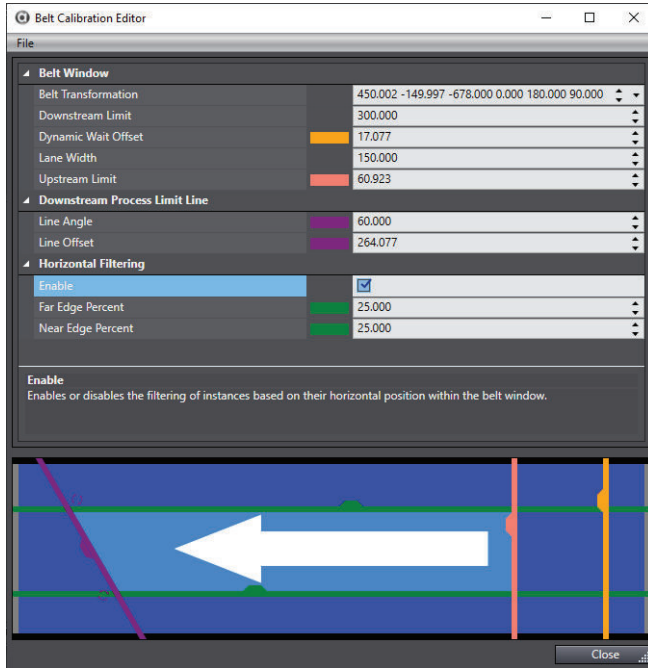 Belt Calibration Editor
File
Belt Window
Belt Transformation 450.002 -149.997 -678.000 0.000 180.000 90.000
Downstream Limit 300.000
Dynamic Wait Offset 17.077
Lane Width 150.000
Upstream Limit 60.923
Downstream Process Limit Line
Line Angle 60.000
Line Offset 264.077
Horizontal Filtering
Enable
Far Edge Percent 25.000
Near Edge Percent 25.000
Enable
Enables or disables the filtering of instances based on their horizontal position within the belt window.
Close